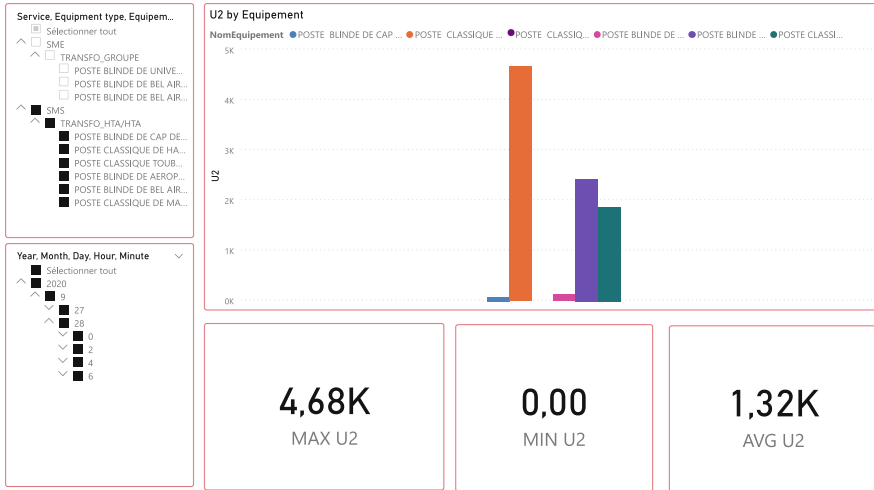 Service, Equipment type, Equipem...
Sélectionner tout
SME
TRANSFO_GROUPE
POSTE BLINDE DE UNIVE...
POSTE BLINDE DE BEL AIR...
POSTE BLINDE DE BEL AIR...
SMS
TRANSFO_HTA/HTA
POSTE BLINDE DE CAP DE...
POSTE CLASSIQUE DE HA...
POSTE CLASSIQUE TOUB...
POSTE BLINDE DE AEROP...
POSTE BLINDE DE BEL AIR...
POSTE CLASSIQUE DE MA...
Year, Month, Day, Hour, Minute
Sélectionner tout
2020
9
27
28
0
2
4
6
U2 by Equipement
NomEquipement POSTE BLINDE DE CAP ... POSTE CLASSIQUE ... POSTE CLASSIQ... POSTE BLINDE DE ... POSTE BLINDE ... POSTE CLASSI...
5K
4K
3K
2K
1K
0K
U2
4,68K
MAX U2
0,00
MIN U2
1,32K
AVG U2